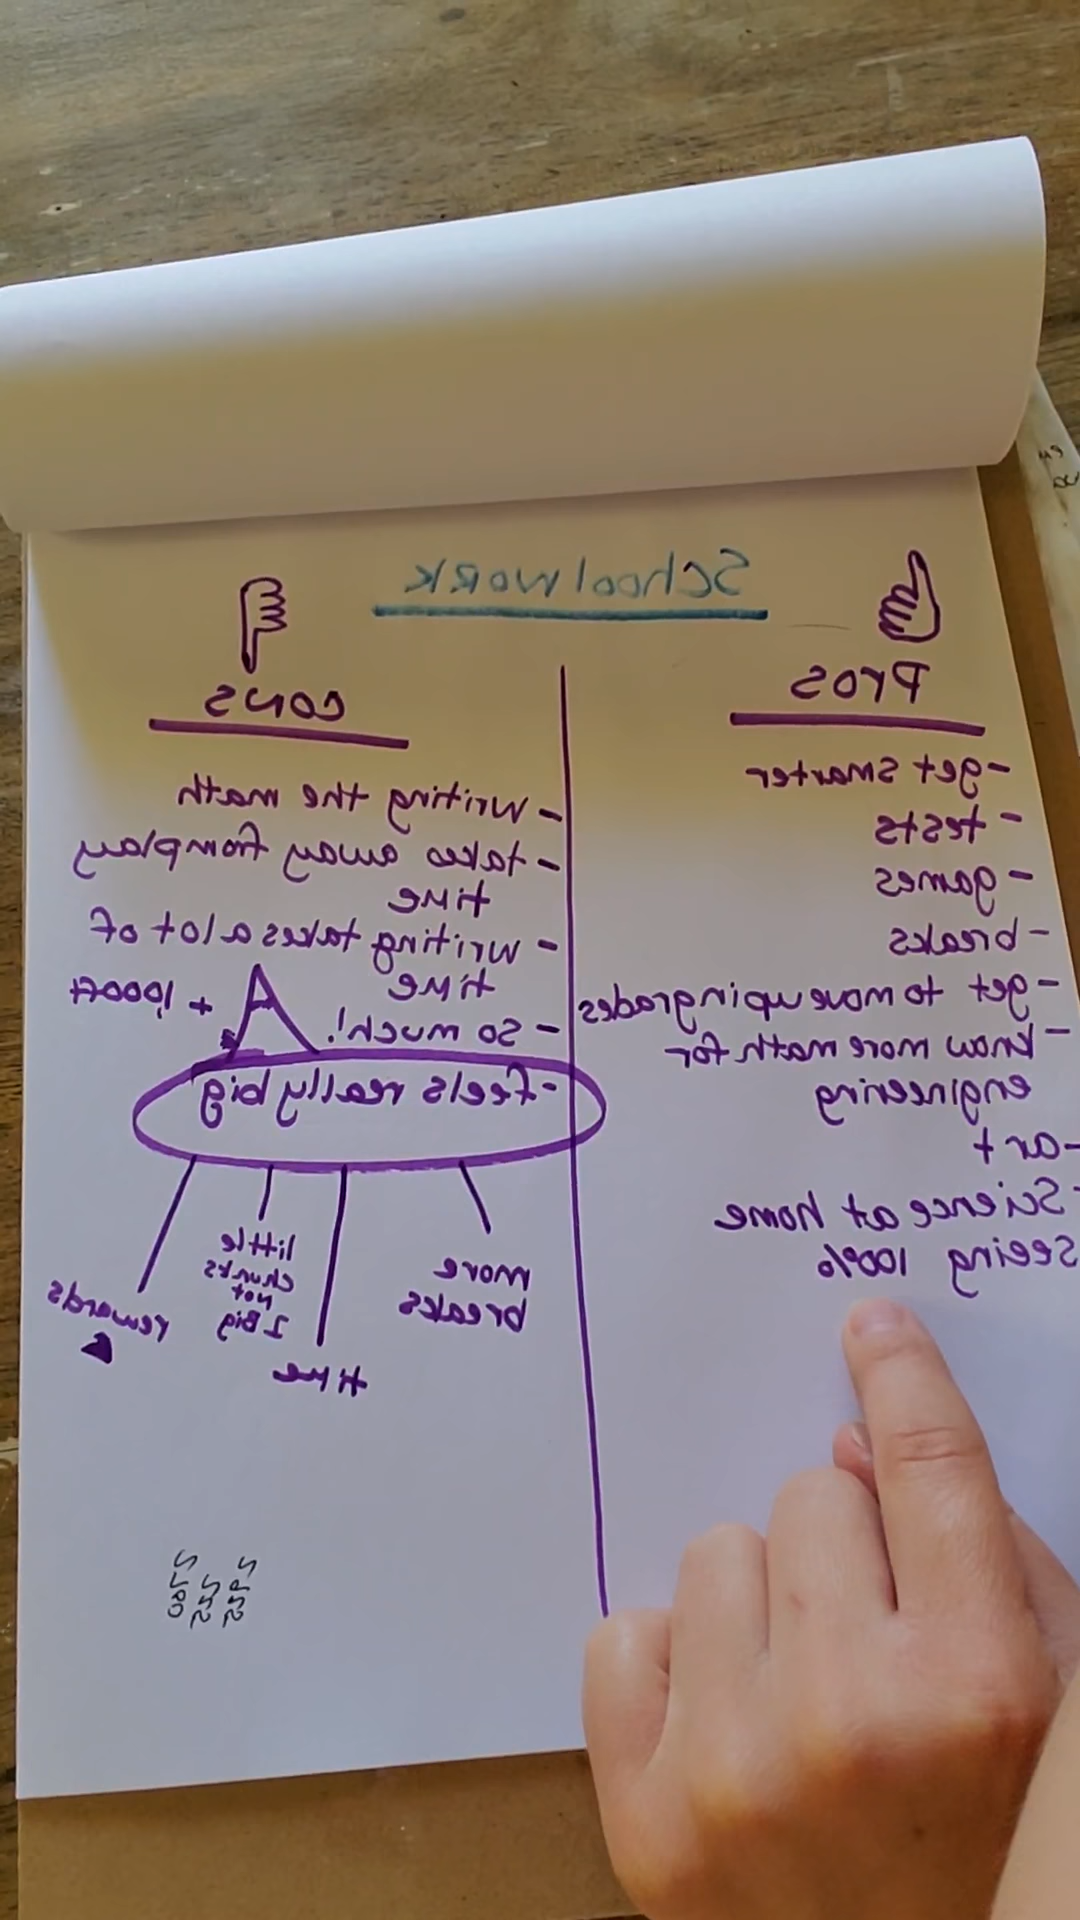 Schoolwork
Pros
-get smarter
-tests
-games
-breaks
-get to move up in grades
-know more math for
engineering
-art
-Science at home
seeing 100%
cons
-writing the math
-takes away from play
time
-writing takes a lot of
time
-So much!
+ 1,000ft
-feels really big
more
breaks
time
little
chunks
not
1 Big
rewards